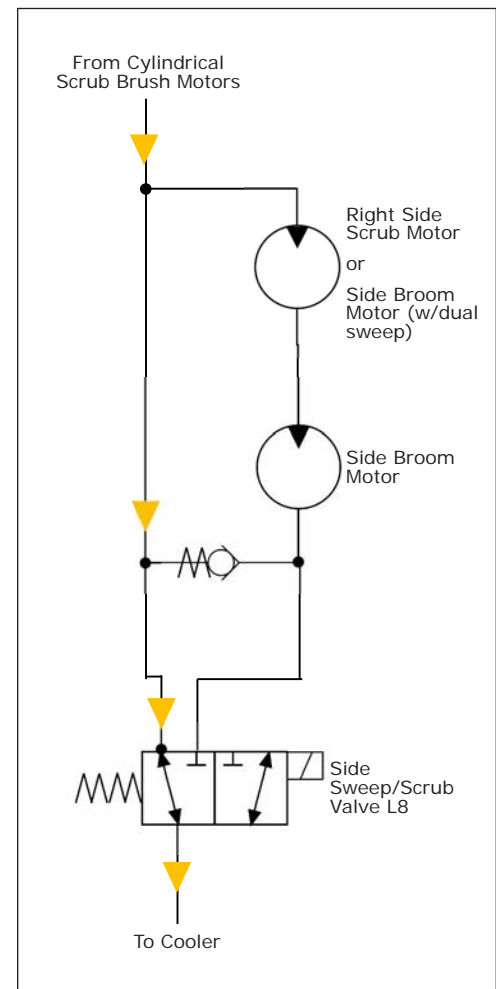 From Cylindrical
Scrub Brush Motors
Right Side
Scrub Motor
or
Side Broom
Motor (w/dual
sweep)
Side Broom
Motor
Side
Sweep/Scrub
Valve L8
To Cooler